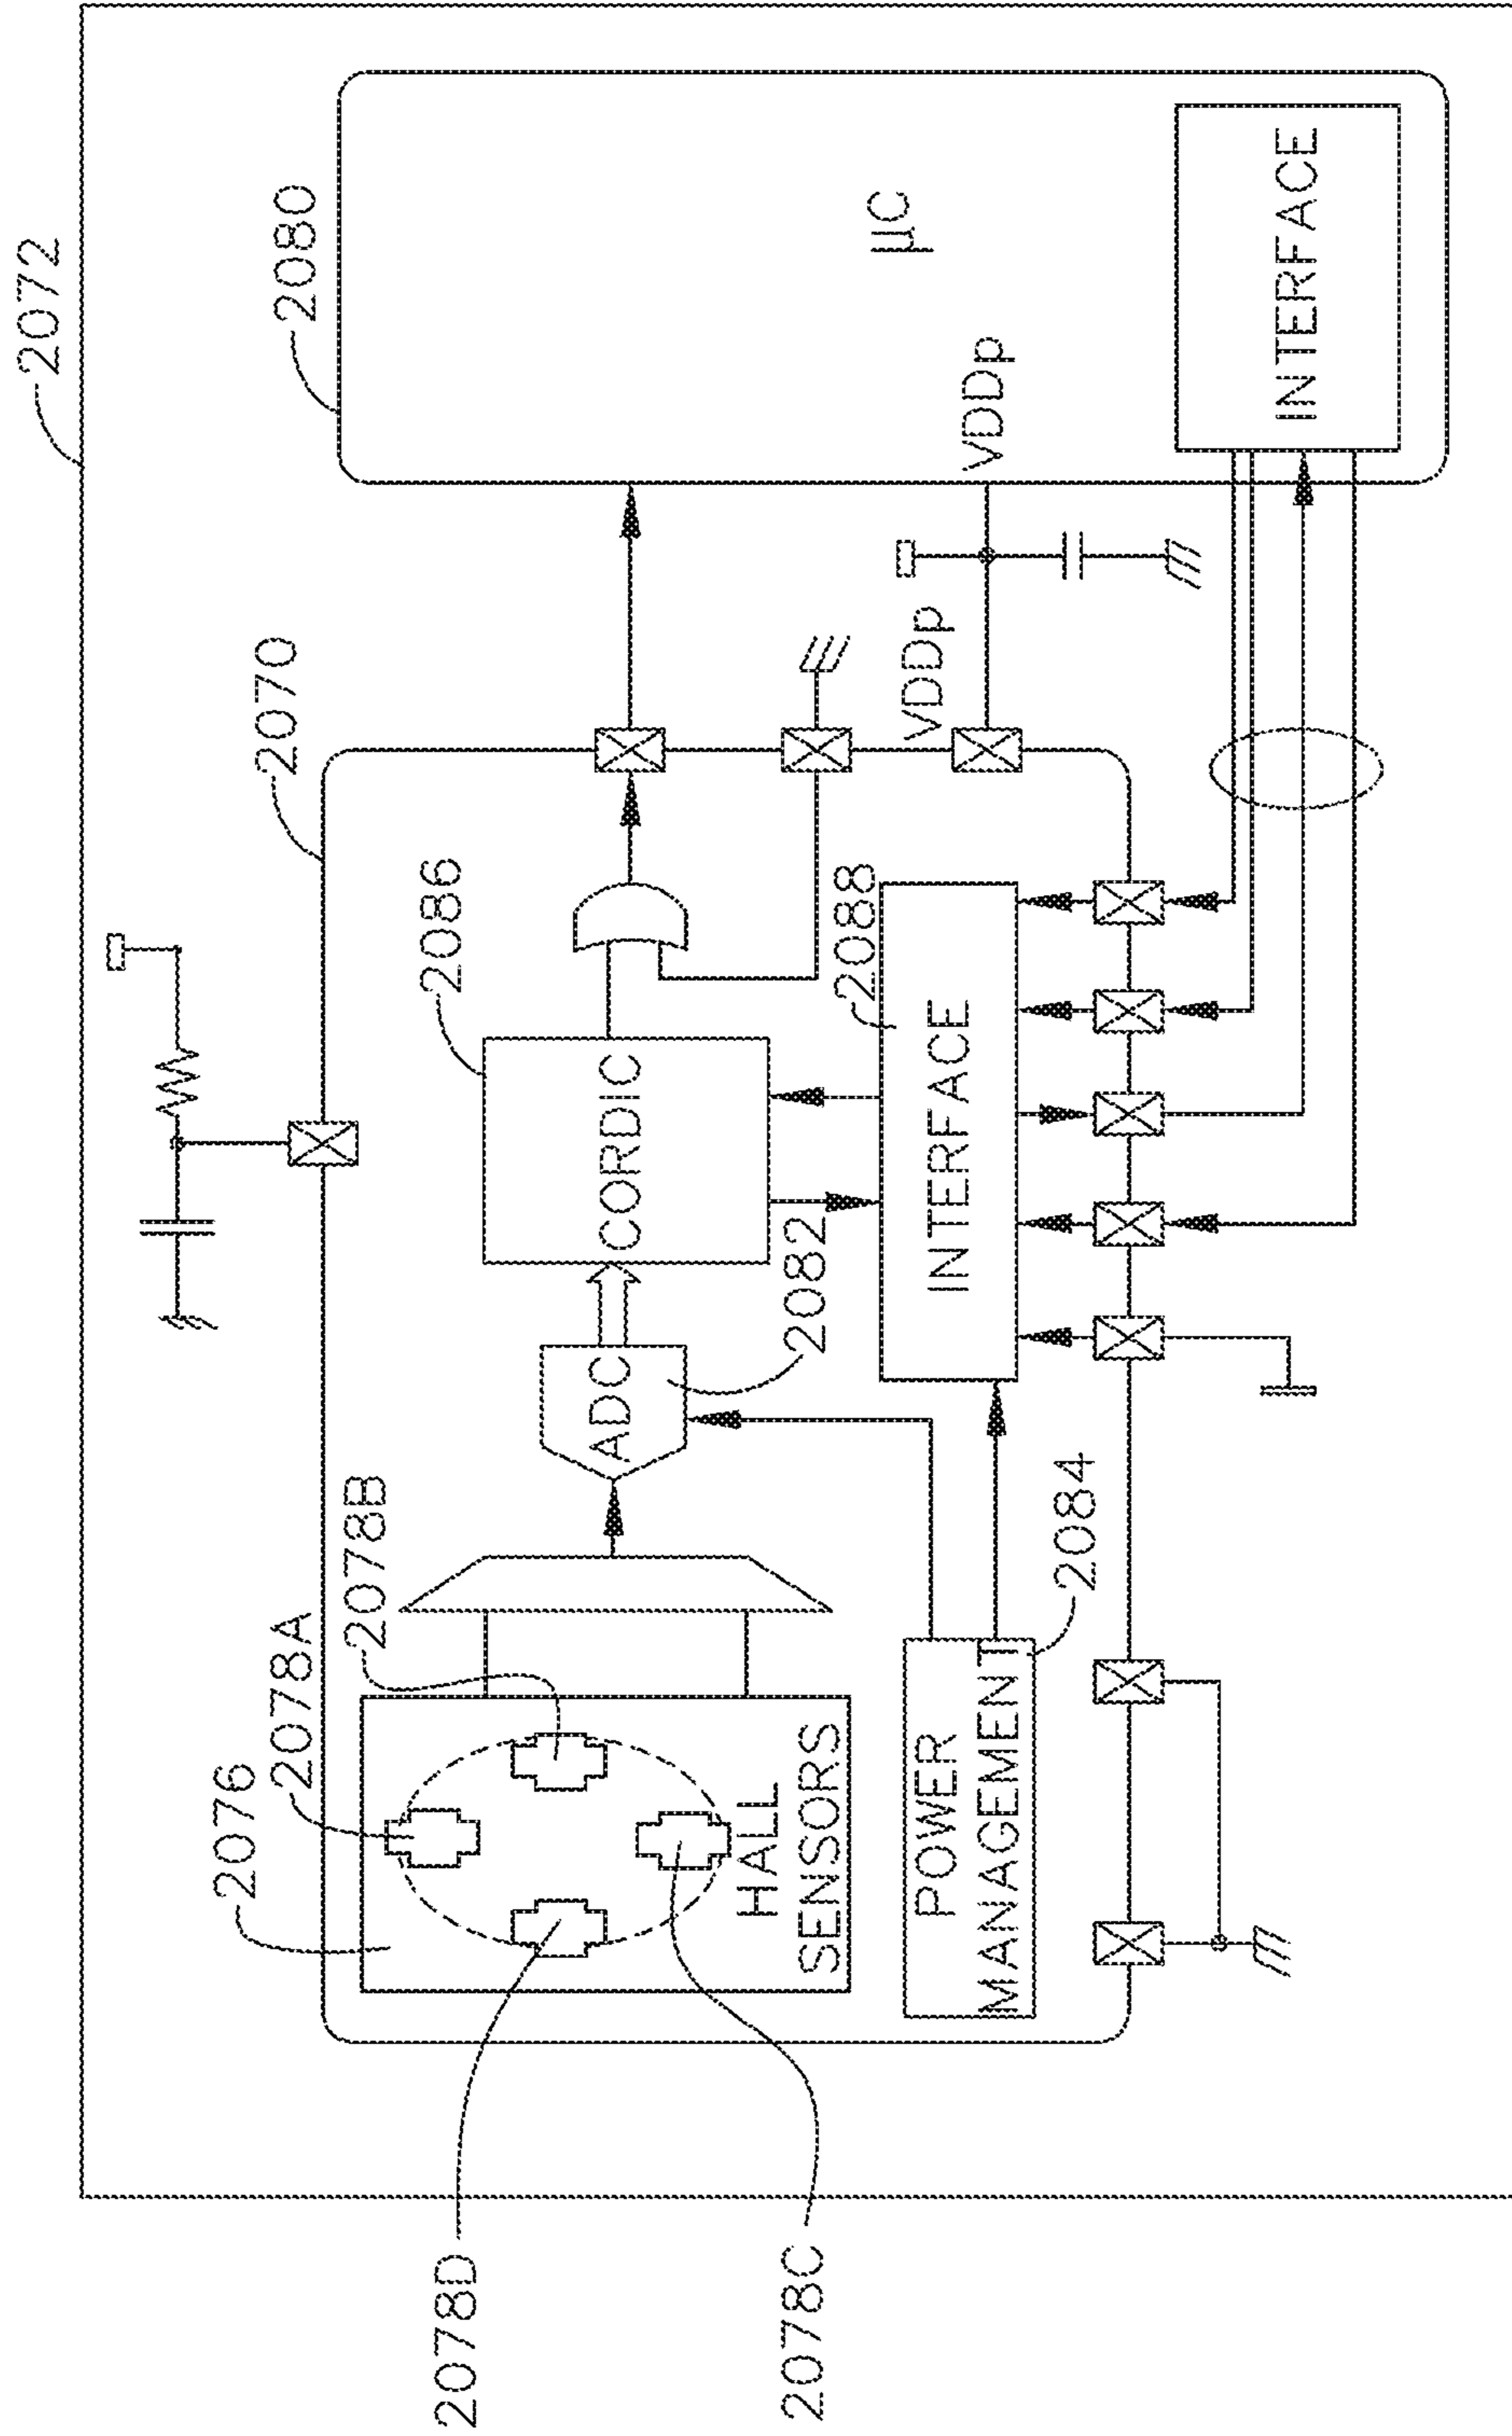 2072
2080
2070
µC
2086
2088
VDDp
VDDp
INTERFACE
CORDIC
INTERFACE
2082
ADC
2078B
2078A
2076
2084
HALL
SENSORS
POWER
MANAGEMENT
2078D
2078C